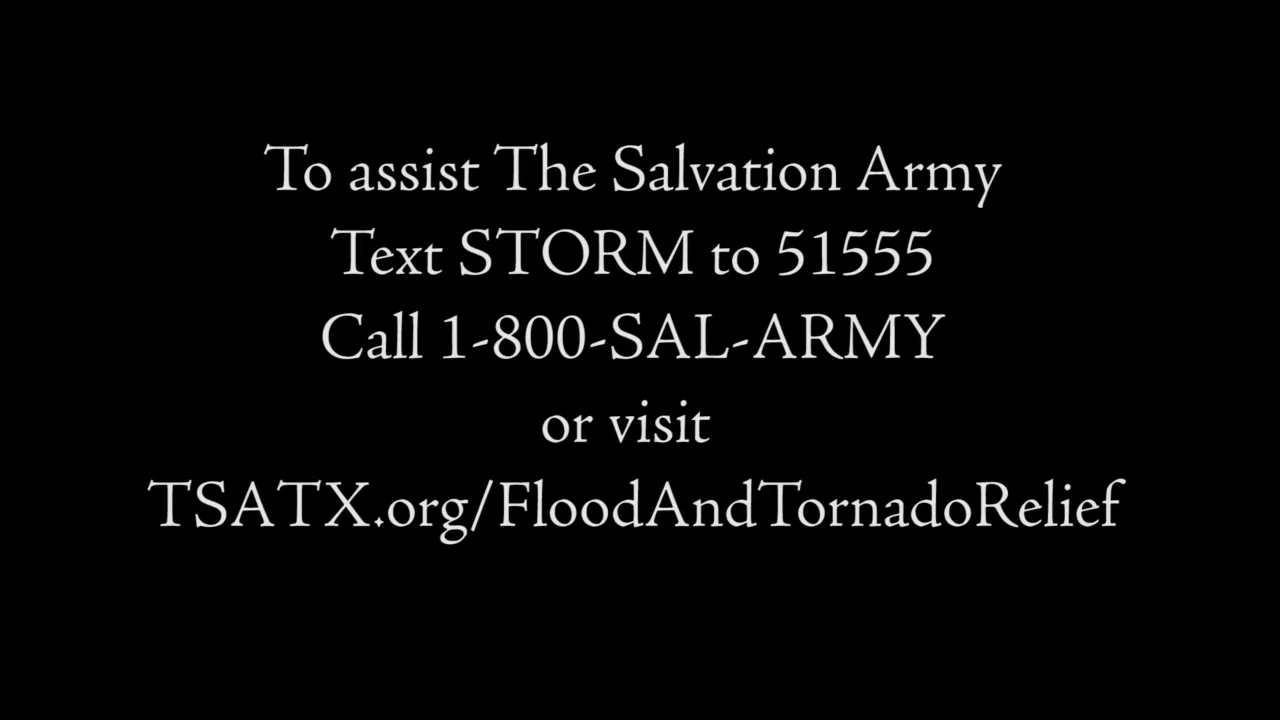 To assist The Salvation Army
Text STORM to 51555
Call 1-800-SAL-ARMY
or visit
TSATX.org/FloodAndTornadoRelief